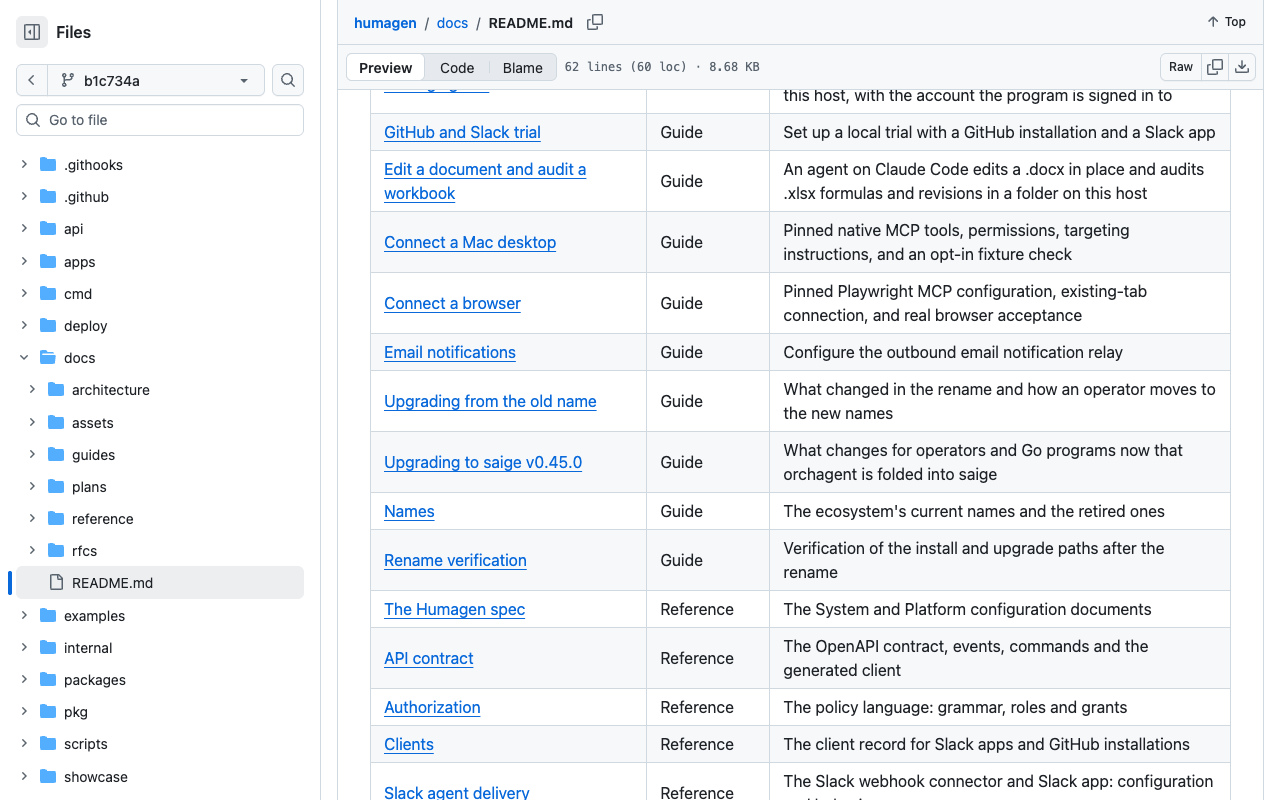 Files
b1c734a
Go to file
.githooks
.github
api
apps
cmd
deploy
docs
architecture
assets
guides
plans
reference
rfcs
README.md
examples
internal
packages
pkg
scripts
showcase
humagen / docs / README.md
Top
Preview Code Blame 62 lines (60 loc) · 8.68 KB Raw
this host, with the account the program is signed in to
GitHub and Slack trial Guide Set up a local trial with a GitHub installation and a Slack app
Edit a document and audit a workbook Guide An agent on Claude Code edits a .docx in place and audits
.xlsx formulas and revisions in a folder on this host
Connect a Mac desktop Guide Pinned native MCP tools, permissions, targeting
instructions, and an opt-in fixture check
Connect a browser Guide Pinned Playwright MCP configuration, existing-tab
connection, and real browser acceptance
Email notifications Guide Configure the outbound email notification relay
Upgrading from the old name Guide What changed in the rename and how an operator moves to
the new names
Upgrading to saige v0.45.0 Guide What changes for operators and Go programs now that
orchagent is folded into saige
Names Guide The ecosystem's current names and the retired ones
Rename verification Guide Verification of the install and upgrade paths after the
rename
The Humagen spec Reference The System and Platform configuration documents
API contract Reference The OpenAPI contract, events, commands and the
generated client
Authorization Reference The policy language: grammar, roles and grants
Clients Reference The client record for Slack apps and GitHub installations
Slack agent delivery Reference The Slack webhook connector and Slack app: configuration